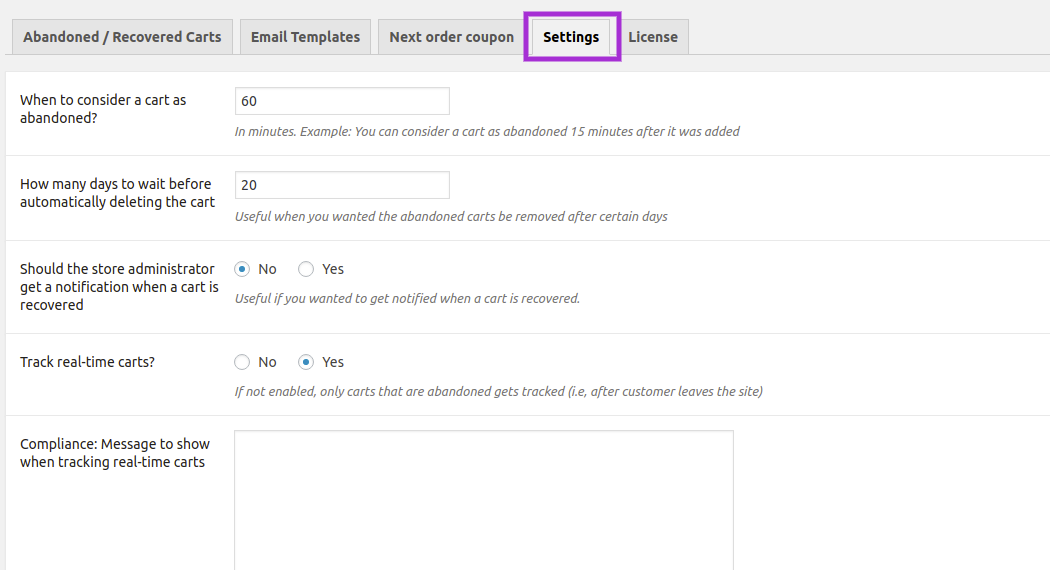 Abandoned / Recovered Carts Email Templates Next order coupon Settings License
When to consider a cart as
abandoned?
60
In minutes. Example: You can consider a cart as abandoned 15 minutes after it was added
How many days to wait before
automatically deleting the cart
20
Useful when you wanted the abandoned carts be removed after certain days
Should the store administrator
get a notification when a cart is
recovered
No Yes
Useful if you wanted to get notified when a cart is recovered.
Track real-time carts?
No Yes
If not enabled, only carts that are abandoned gets tracked (i.e, after customer leaves the site)
Compliance: Message to show
when tracking real-time carts